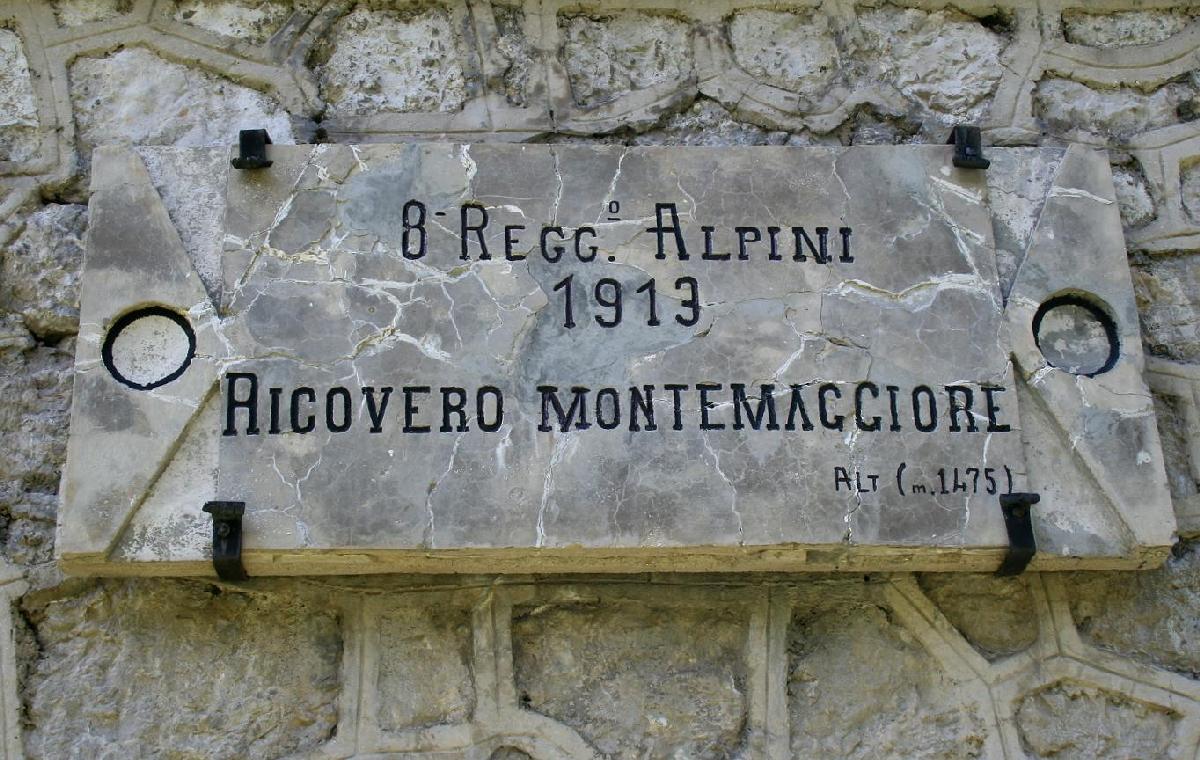 8- REGG.º ALPINI
1913
RICOVERO MONTEMAGGIORE
ALT (m.1475)